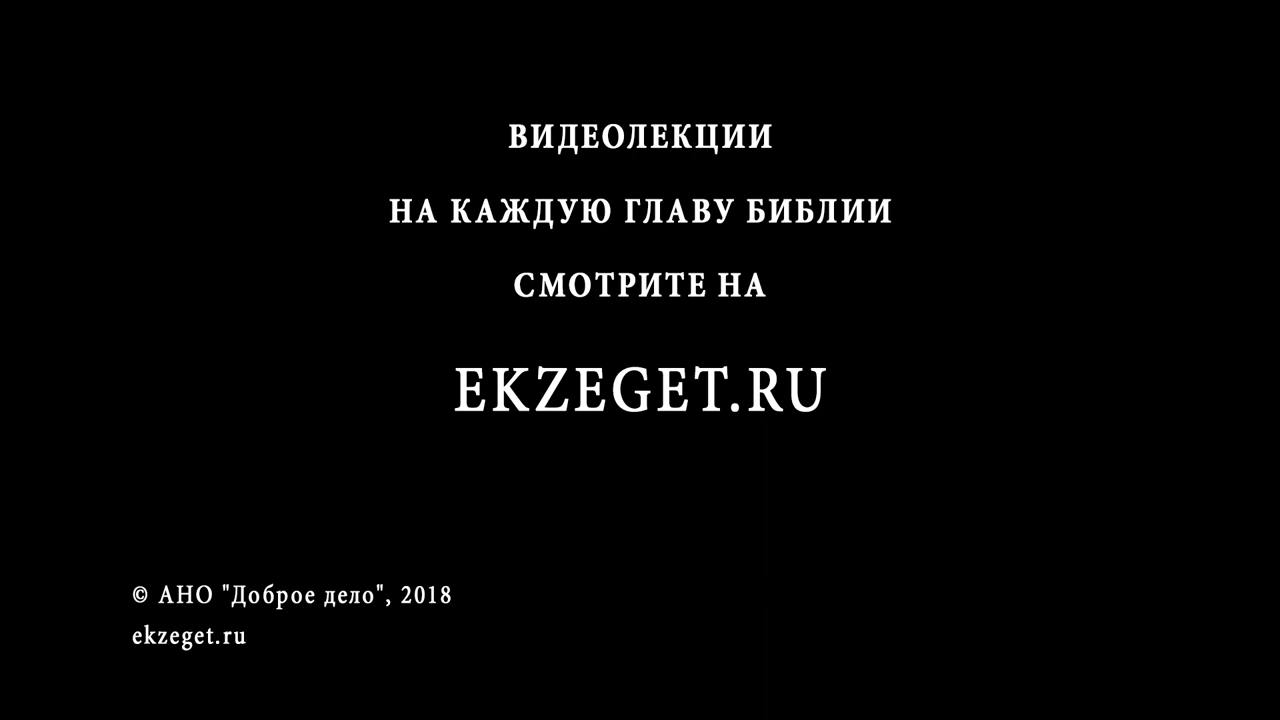 ВИДЕОЛЕКЦИИ
НА КАЖДУЮ ГЛАВУ БИБЛИИ
СМОТРИТЕ НА
EKZEGET.RU
© АНО "Доброе дело", 2018
ekzeget.ru